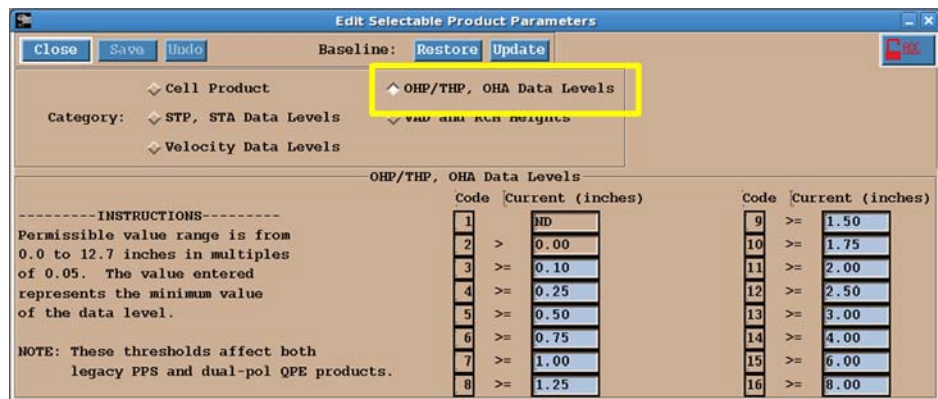 Edit Selectable Product Parameters
Close Save Undo Baseline: Restore Update ROC
Cell Product OHP/THP, OHA Data Levels
Category: STP, STA Data Levels VAD and RCM Heights
Velocity Data Levels
OHP/THP, OHA Data Levels
Code Current (inches) Code Current (inches)
---------INSTRUCTIONS---------
Permissible value range is from
0.0 to 12.7 inches in multiples
of 0.05. The value entered
represents the minimum value
of the data level.
NOTE: These thresholds affect both
legacy PPS and dual-pol QPE products.
1 ND
2 > 0.00
3 >= 0.10
4 >= 0.25
5 >= 0.50
6 >= 0.75
7 >= 1.00
8 >= 1.25
9 >= 1.50
10 >= 1.75
11 >= 2.00
12 >= 2.50
13 >= 3.00
14 >= 4.00
15 >= 6.00
16 >= 8.00